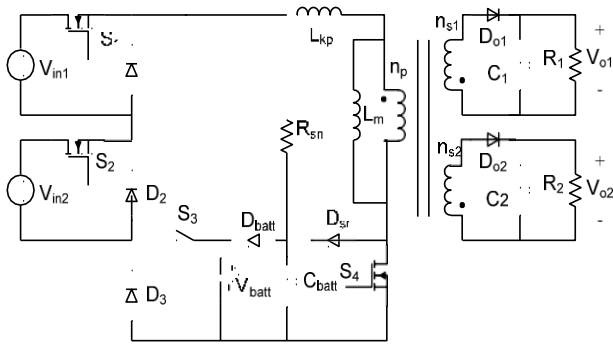 S
L_kp
n_s1
D_o1
+
V_in1
n_p
C_1
R_1
V_o1
-
L_m
R_sn
n_s2
S_2
D_o2
+
V_in2
D_2
C2
R_2
V_o2
S_3
D_batt
D_sr
-
S_4
V_batt
C_batt
D_3